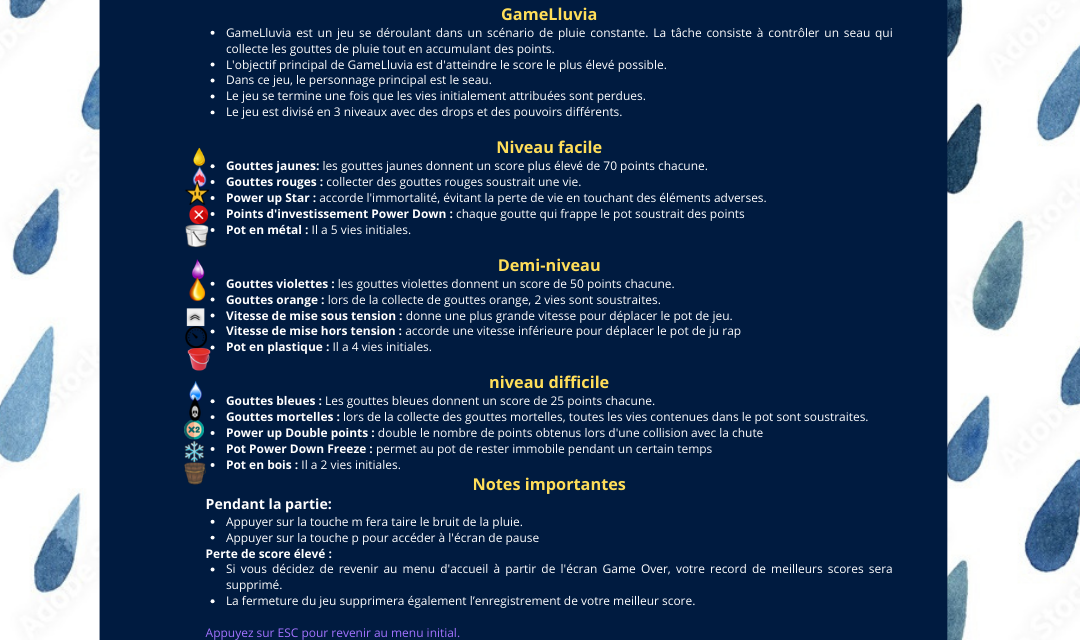 GameLluvia
GameLluvia est un jeu se déroulant dans un scénario de pluie constante. La tâche consiste à contrôler un seau qui
collecte les gouttes de pluie tout en accumulant des points.
L'objectif principal de GameLluvia est d'atteindre le score le plus élevé possible.
Dans ce jeu, le personnage principal est le seau.
Le jeu se termine une fois que les vies initialement attribuées sont perdues.
Le jeu est divisé en 3 niveaux avec des drops et des pouvoirs différents.
Niveau facile
Gouttes jaunes: les gouttes jaunes donnent un score plus élevé de 70 points chacune.
Gouttes rouges : collecter des gouttes rouges soustrait une vie.
Power up Star : accorde l'immortalité, évitant la perte de vie en touchant des éléments adverses.
Points d'investissement Power Down : chaque goutte qui frappe le pot soustrait des points
Pot en métal : Il a 5 vies initiales.
Demi-niveau
Gouttes violettes : les gouttes violettes donnent un score de 50 points chacune.
Gouttes orange : lors de la collecte de gouttes orange, 2 vies sont soustraites.
Vitesse de mise sous tension : donne une plus grande vitesse pour déplacer le pot de jeu.
Vitesse de mise hors tension : accorde une vitesse inférieure pour déplacer le pot de ju rap
Pot en plastique : Il a 4 vies initiales.
niveau difficile
Gouttes bleues : Les gouttes bleues donnent un score de 25 points chacune.
Gouttes mortelles : lors de la collecte des gouttes mortelles, toutes les vies contenues dans le pot sont soustraites.
X2
Power up Double points : double le nombre de points obtenus lors d'une collision avec la chute
Pot Power Down Freeze : permet au pot de rester immobile pendant un certain temps
Pot en bois : Il a 2 vies initiales.
Notes importantes
Pendant la partie:
Appuyer sur la touche m fera taire le bruit de la pluie.
Appuyer sur la touche p pour accéder à l'écran de pause
Perte de score élevé :
Si vous décidez de revenir au menu d'accueil à partir de l'écran Game Over, votre record de meilleurs scores sera
supprimé.
La fermeture du jeu supprimera également l'enregistrement de votre meilleur score.
Appuyez sur ESC pour revenir au menu initial.